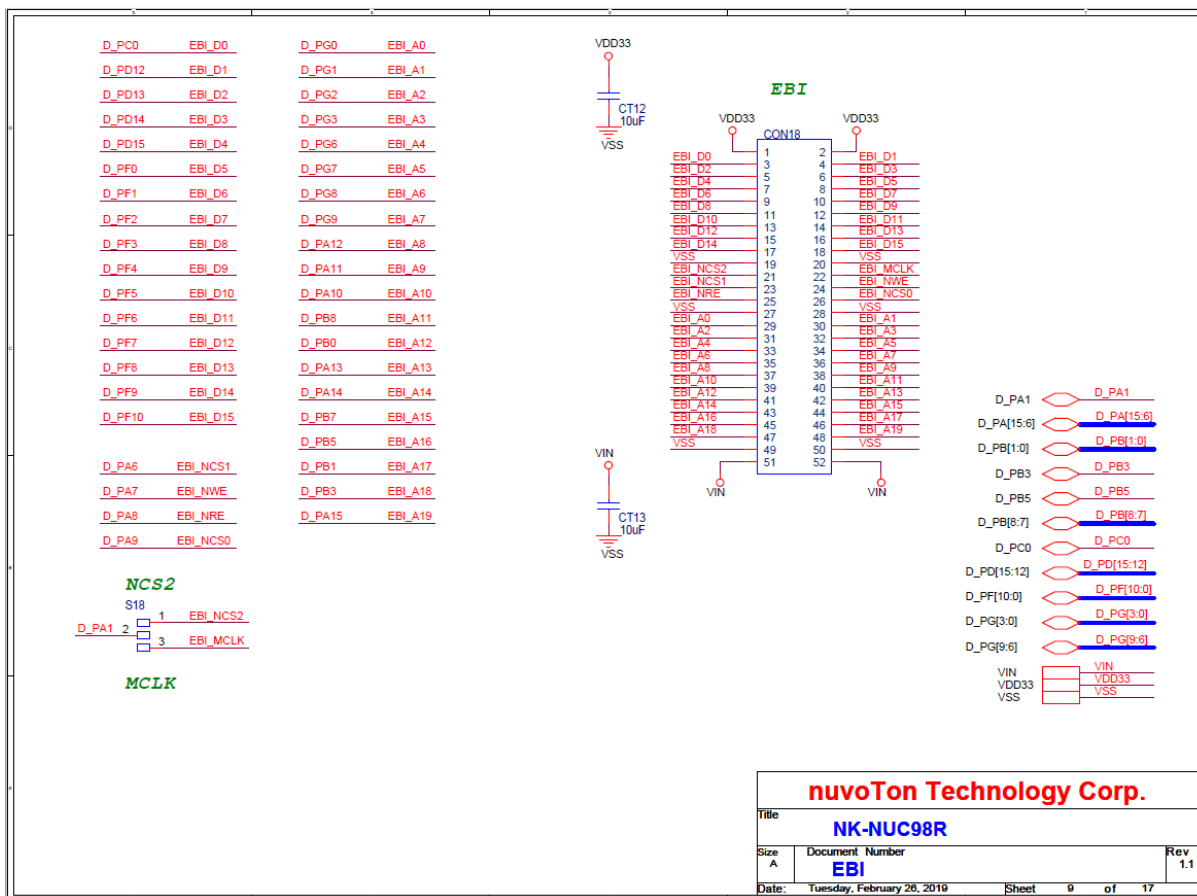 D_PC0 EBI_D0
D_PD12 EBI_D1
D_PD13 EBI_D2
D_PD14 EBI_D3
D_PD15 EBI_D4
D_PF0 EBI_D5
D_PF1 EBI_D6
D_PF2 EBI_D7
D_PF3 EBI_D8
D_PF4 EBI_D9
D_PF5 EBI_D10
D_PF6 EBI_D11
D_PF7 EBI_D12
D_PF8 EBI_D13
D_PF9 EBI_D14
D_PF10 EBI_D15
D_PA6 EBI_NCS1
D_PA7 EBI_NWE
D_PA8 EBI_NRE
D_PA9 EBI_NCS0
NCS2
S18
1 EBI_NCS2
D_PA1 2
3 EBI_MCLK
MCLK
D_PG0 EBI_A0
D_PG1 EBI_A1
D_PG2 EBI_A2
D_PG3 EBI_A3
D_PG6 EBI_A4
D_PG7 EBI_A5
D_PG8 EBI_A6
D_PG9 EBI_A7
D_PA12 EBI_A8
D_PA11 EBI_A9
D_PA10 EBI_A10
D_PB8 EBI_A11
D_PB0 EBI_A12
D_PA13 EBI_A13
D_PA14 EBI_A14
D_PB7 EBI_A15
D_PB5 EBI_A16
D_PB1 EBI_A17
D_PB3 EBI_A18
D_PA15 EBI_A19
VDD33
CT12
10uF
VSS
VIN
CT13
10uF
VSS
EBI
VDD33 VDD33
CON18
1 2
EBI_D0 3 4 EBI_D1
EBI_D2 5 6 EBI_D3
EBI_D4 7 8 EBI_D5
EBI_D6 9 10 EBI_D7
EBI_D8 11 12 EBI_D9
EBI_D10 13 14 EBI_D11
EBI_D12 15 16 EBI_D13
EBI_D14 17 18 EBI_D15
VSS 19 20 VSS
EBI_NCS2 21 22 EBI_MCLK
EBI_NCS1 23 24 EBI_NWE
EBI_NRE 25 26 EBI_NCS0
VSS 27 28 VSS
EBI_A0 29 30 EBI_A1
EBI_A2 31 32 EBI_A3
EBI_A4 33 34 EBI_A5
EBI_A6 35 36 EBI_A7
EBI_A8 37 38 EBI_A9
EBI_A10 39 40 EBI_A11
EBI_A12 41 42 EBI_A13
EBI_A14 43 44 EBI_A15
EBI_A16 45 46 EBI_A17
EBI_A18 47 48 EBI_A19
VSS 49 50 VSS
51 52
VIN VIN
D_PA1 D_PA1
D_PA[15:6] D_PA[15:6]
D_PB[1:0] D_PB[1:0]
D_PB3 D_PB3
D_PB5 D_PB5
D_PB[8:7] D_PB[8:7]
D_PC0 D_PC0
D_PD[15:12] D_PD[15:12]
D_PF[10:0] D_PF[10:0]
D_PG[3:0] D_PG[3:0]
D_PG[9:6] D_PG[9:6]
VIN VIN
VDD33 VDD33
VSS VSS
nuvoTon Technology Corp.
Title
NK-NUC98R
Size Document Number Rev
A EBI 1.1
Date: Tuesday, February 26, 2019 Sheet 9 of 17